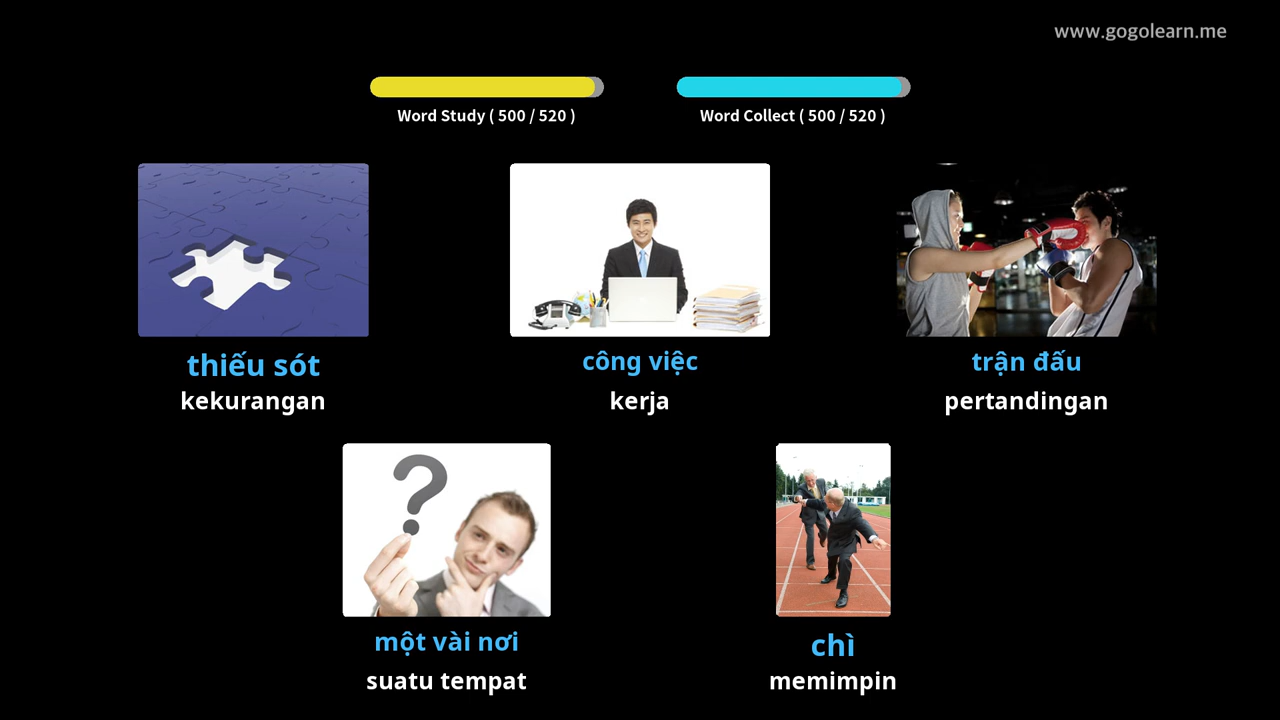 www.gogolearn.me
Word Study ( 500 / 520 )
Word Collect ( 500 / 520 )
thiếu sót
kekurangan
công việc
kerja
trận đấu
pertandingan
một vài nơi
suatu tempat
chì
memimpin